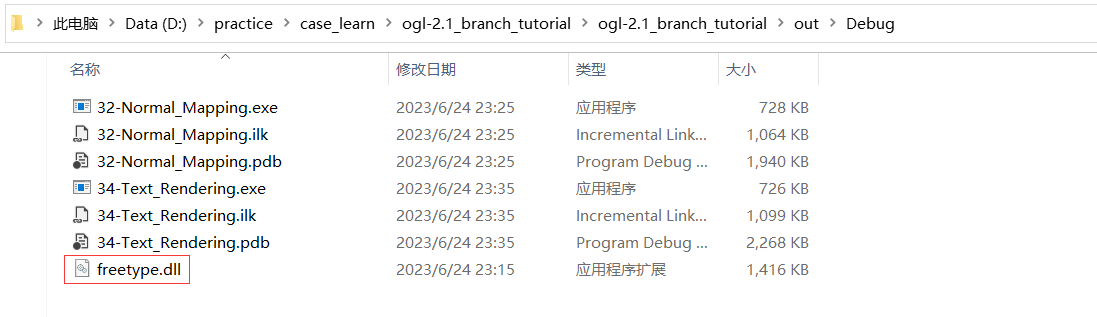 此电脑 > Data (D:) > practice > case_learn > ogl-2.1_branch_tutorial > ogl-2.1_branch_tutorial > out > Debug
名称 修改日期 类型 大小
32-Normal_Mapping.exe 2023/6/24 23:25 应用程序 728 KB
32-Normal_Mapping.ilk 2023/6/24 23:25 Incremental Link... 1,064 KB
32-Normal_Mapping.pdb 2023/6/24 23:25 Program Debug ... 1,940 KB
34-Text_Rendering.exe 2023/6/24 23:35 应用程序 726 KB
34-Text_Rendering.ilk 2023/6/24 23:35 Incremental Link... 1,099 KB
34-Text_Rendering.pdb 2023/6/24 23:35 Program Debug ... 2,268 KB
freetype.dll 2023/6/24 23:15 应用程序扩展 1,416 KB